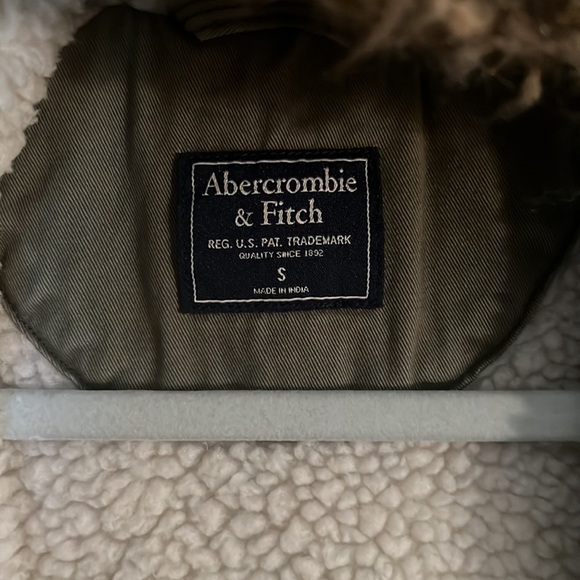 Abercrombie
& Fitch
REG. U.S. PAT. TRADEMARK
QUALITY SINCE 1892
S
MADE IN INDIA